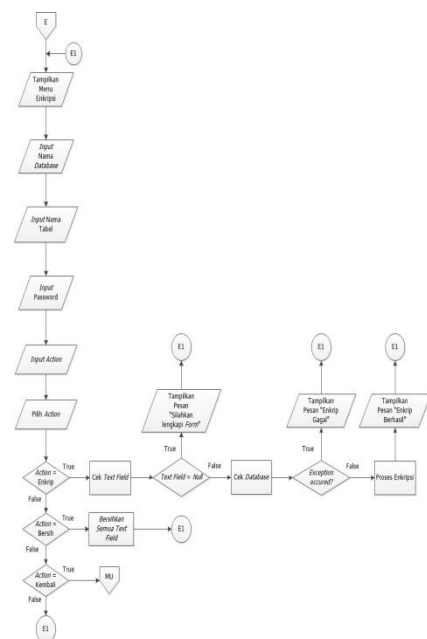 E
E1
Tampilkan
Menu
Enkripsi
Input
Nama
Database
Input Nama
Tabel
Input
Password
Input Action
Pilih Action
Action =
Enkrip
True
False
Cek Text Field
Text Field = Null
True
False
Tampilkan
Pesan
"Silahkan
lengkapi Form"
E1
Cek Database
Exception
occured?
True
False
Tampilkan
Pesan "Enkrip
Gagal"
E1
Proses Enkripsi
Tampilkan
Pesan "Enkrip
Berhasil"
E1
Action =
Bersih
True
False
Bersihkan
Semua Text
Field
E1
Action =
Kembali
True
False
MU
E1